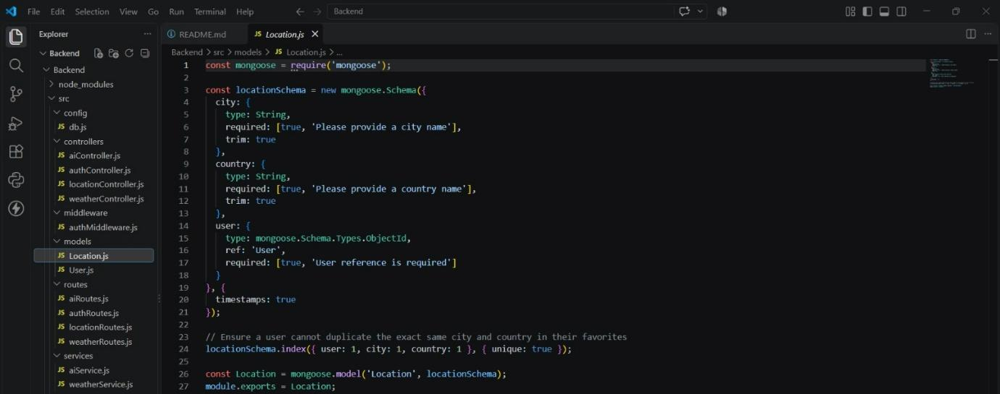 File Edit Selection View Go Run Terminal Help
Backend
Explorer
Backend
Backend
node_modules
src
config
JS db.js
controllers
JS aiController.js
JS authController.js
JS locationController.js
JS weatherController.js
middleware
JS authMiddleware.js
models
JS Location.js
JS User.js
routes
JS aiRoutes.js
JS authRoutes.js
JS locationRoutes.js
JS weatherRoutes.js
services
JS aiService.js
JS weatherService.js
README.md JS Location.js
Backend > src > models > JS Location.js > ...
1 const mongoose = require('mongoose');
2
3 const locationSchema = new mongoose.Schema({
4 city: {
5 type: String,
6 required: [true, 'Please provide a city name'],
7 trim: true
8 },
9 country: {
10 type: String,
11 required: [true, 'Please provide a country name'],
12 trim: true
13 },
14 user: {
15 type: mongoose.Schema.Types.ObjectId,
16 ref: 'User',
17 required: [true, 'User reference is required']
18 }
19 }, {
20 timestamps: true
21 });
22
23 // Ensure a user cannot duplicate the exact same city and country in their favorites
24 locationSchema.index({ user: 1, city: 1, country: 1 }, { unique: true });
25
26 const Location = mongoose.model('Location', locationSchema);
27 module.exports = Location;